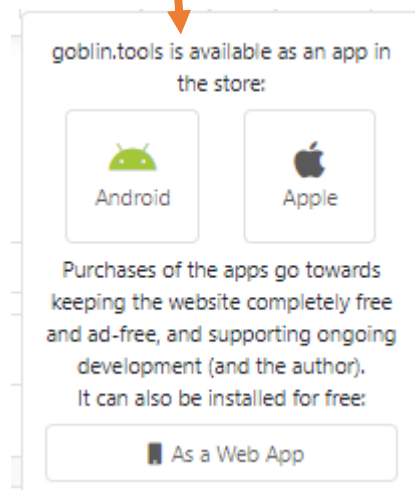 goblin.tools is available as an app in
the store:
Android
Apple
Purchases of the apps go towards
keeping the website completely free
and ad-free, and supporting ongoing
development (and the author).
It can also be installed for free:
As a Web App